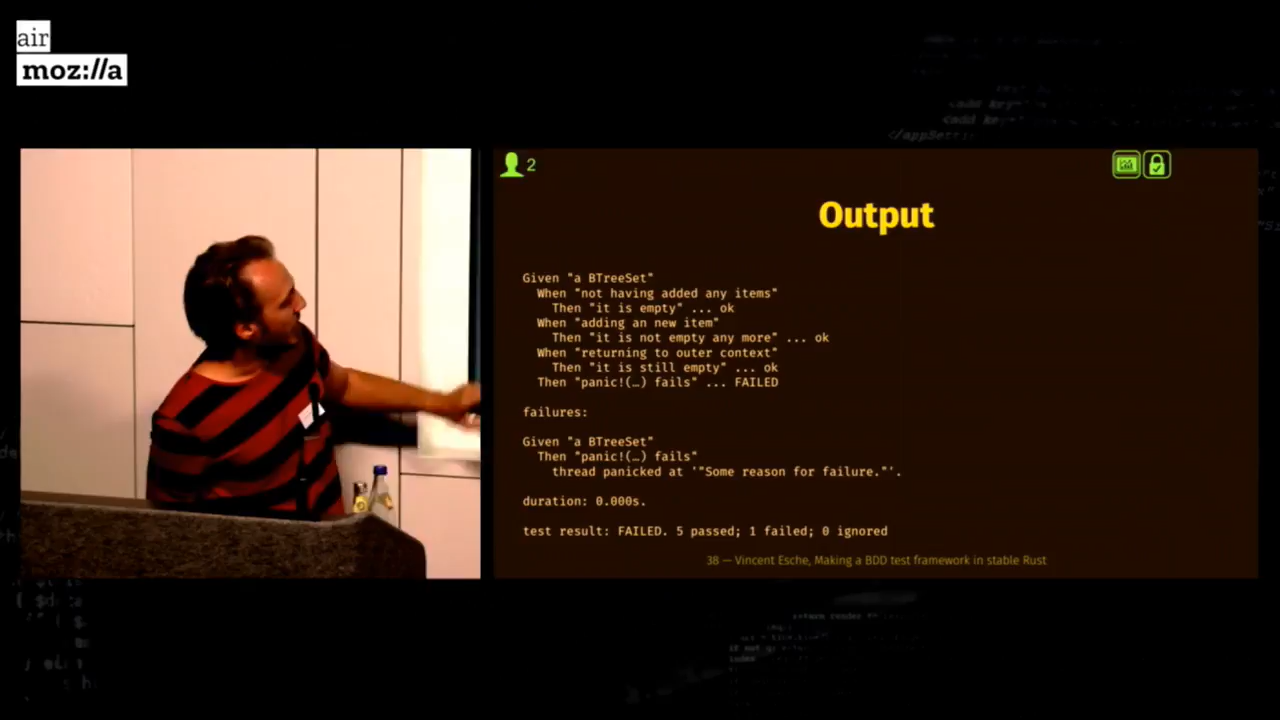 air
moz://a
<add key=
</appSetti
2
Output
Given "a BTreeSet"
When "not having added any items"
Then "it is empty" ... ok
When "adding an new item"
Then "it is not empty any more" ... ok
When "returning to outer context"
Then "it is still empty" ... ok
Then "panic!(…) fails" ... FAILED
failures:
Given "a BTreeSet"
Then "panic!(…) fails"
thread panicked at '"Some reason for failure."'.
duration: 0.000s.
test result: FAILED. 5 passed; 1 failed; 0 ignored
38 — Vincent Esche, Making a BDD test framework in stable Rust